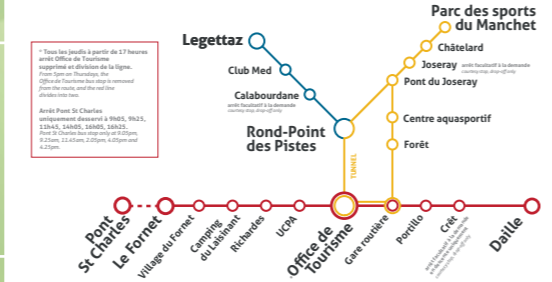 Parc des sports
du Manchet
Legettaz
* Tous les jeudis à partir de 17 heures
arrêt Office de Tourisme
supprimé et division de la ligne.
From 5pm on Thursdays, the
Office de Tourisme bus stop is removed
from the route, and the red line
divides into two.
Arrêt Pont St Charles
uniquement desservi à 9h05, 9h25,
11h45, 14h05, 16h05, 16h25.
Pont St Charles bus stop only at 9.05pm,
9.25am, 11.45am, 2.05pm, 4.05pm and
4.25pm.
Châtelard
Club Med
Joseray
arrêt facultatif à la demande
courtesy stop, drop-off only
Pont du Joseray
Calabourdane
arrêt facultatif à la demande
courtesy stop, drop-off only
Rond-Point
des Pistes
Centre aquasportif
Forêt
TUNNEL
Pont
St Charles
Le Fornet
Village du Fornet
Camping
du Laisinant
Richardes
UCPA
Office de
Tourisme
Gare routière
Portillo
Crêt
Daille